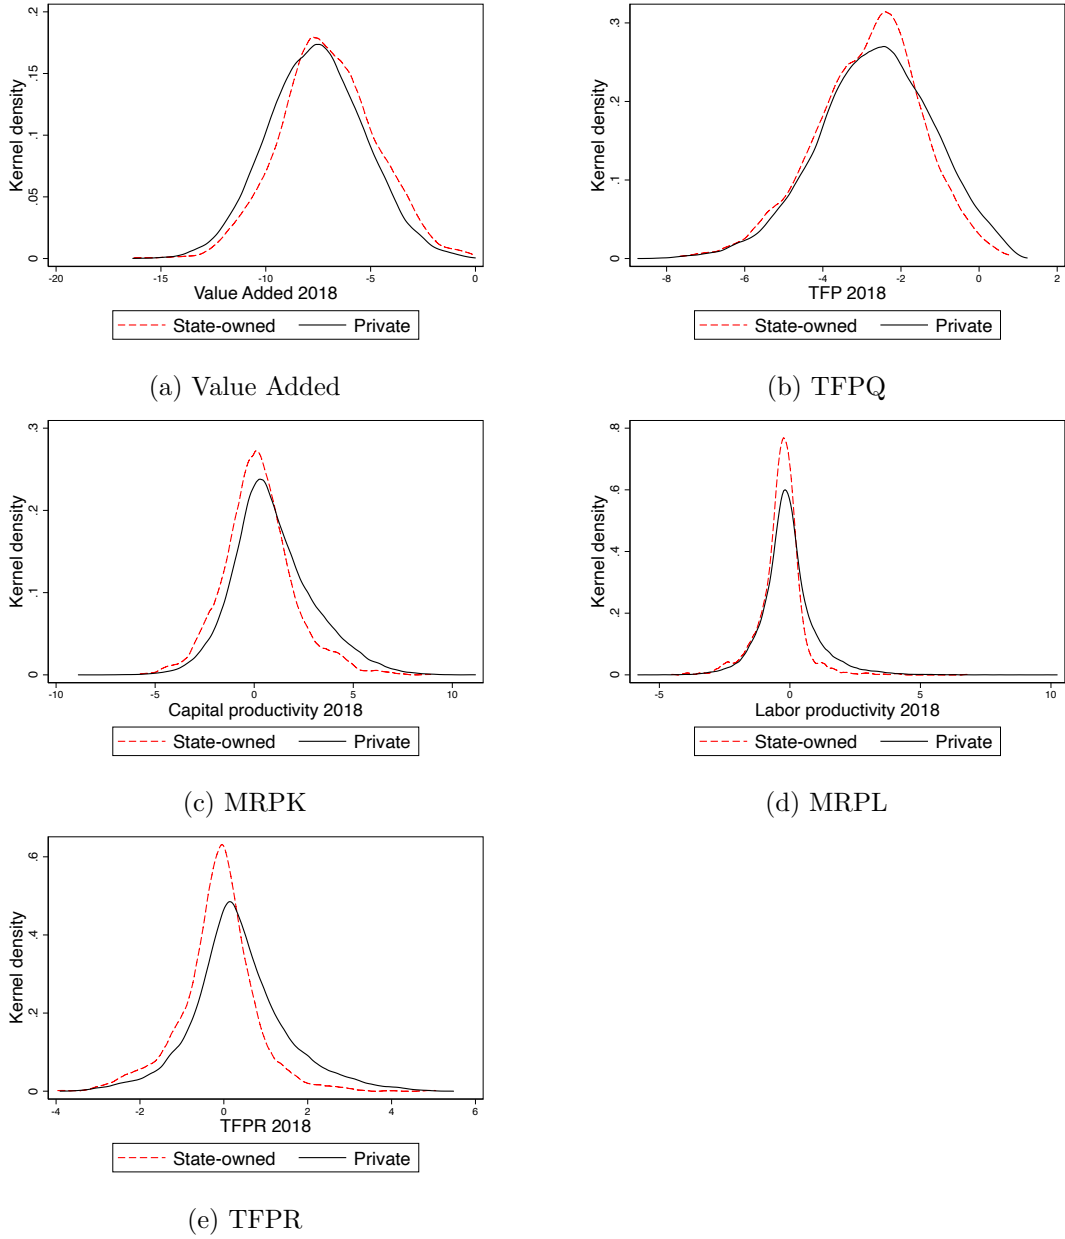 Kernel density
0 .05 .1 .15 .2
-20 -15 -10 -5 0
Value Added 2018
State-owned Private
(a) Value Added
Kernel density
0 .1 .2 .3
-8 -6 -4 -2 0 2
TFP 2018
State-owned Private
(b) TFPQ
Kernel density
0 .1 .2 .3
-10 -5 0 5 10
Capital productivity 2018
State-owned Private
(c) MRPK
Kernel density
0 .2 .4 .6 .8
-5 0 5 10
Labor productivity 2018
State-owned Private
(d) MRPL
Kernel density
0 .2 .4 .6
-4 -2 0 2 4 6
TFPR 2018
State-owned Private
(e) TFPR